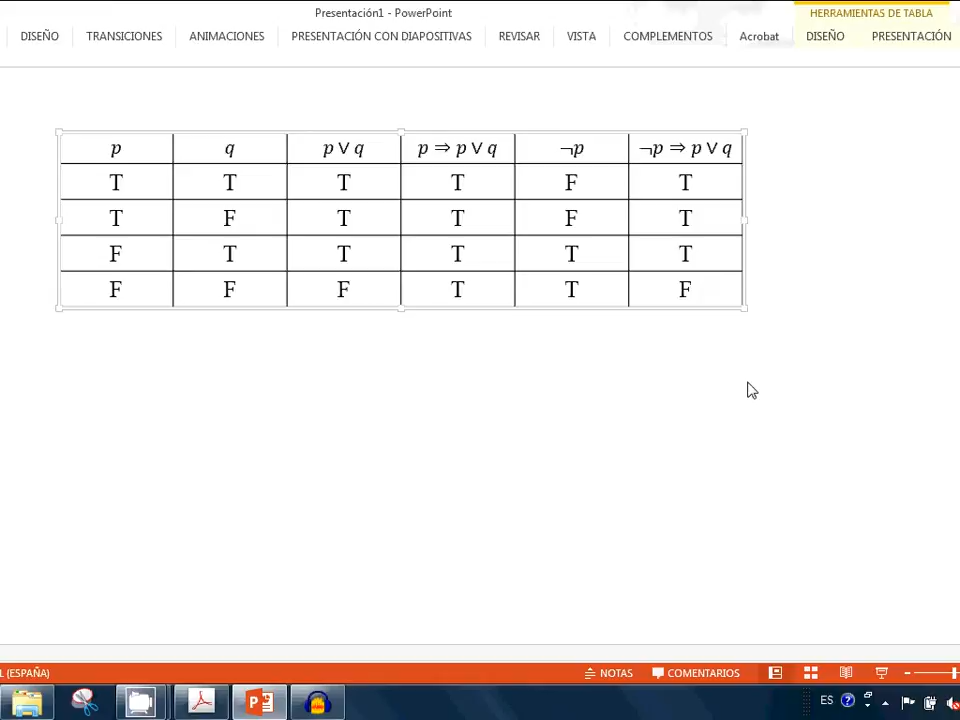 Presentación1 - PowerPoint
HERRAMIENTAS DE TABLA
DISEÑO TRANSICIONES ANIMACIONES PRESENTACIÓN CON DIAPOSITIVAS REVISAR VISTA COMPLEMENTOS Acrobat DISEÑO PRESENTACIÓN
p q p ∨ q p ⇒ p ∨ q ¬p ¬p ⇒ p ∨ q
T T T T F T
T F T T F T
F T T T T T
F F F T T F
L (ESPAÑA) NOTAS COMENTARIOS
ES